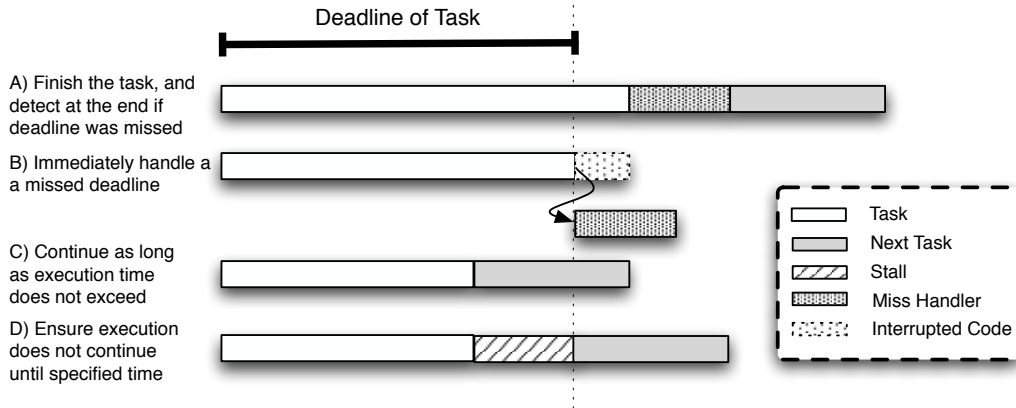 Deadline of Task
A) Finish the task, and
detect at the end if
deadline was missed
B) Immediately handle a
a missed deadline
C) Continue as long
as execution time
does not exceed
D) Ensure execution
does not continue
until specified time
Task
Next Task
Stall
Miss Handler
Interrupted Code